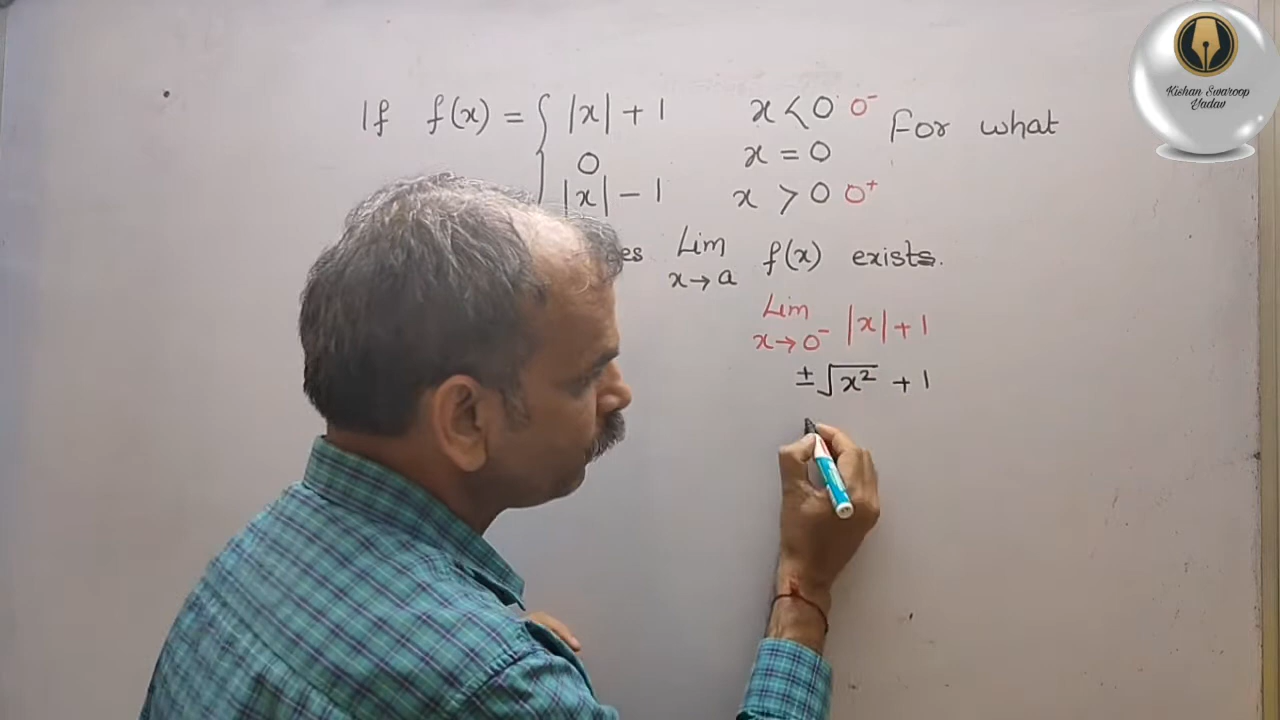 If f(x) = { |x| + 1 x < 0 0⁻ For what
0 x = 0
|x| - 1 x > 0 0⁺
Lim f(x) exists.
x→a
Lim |x| + 1
x→0⁻
±√x² + 1
Kishan Swaroop
Yadav